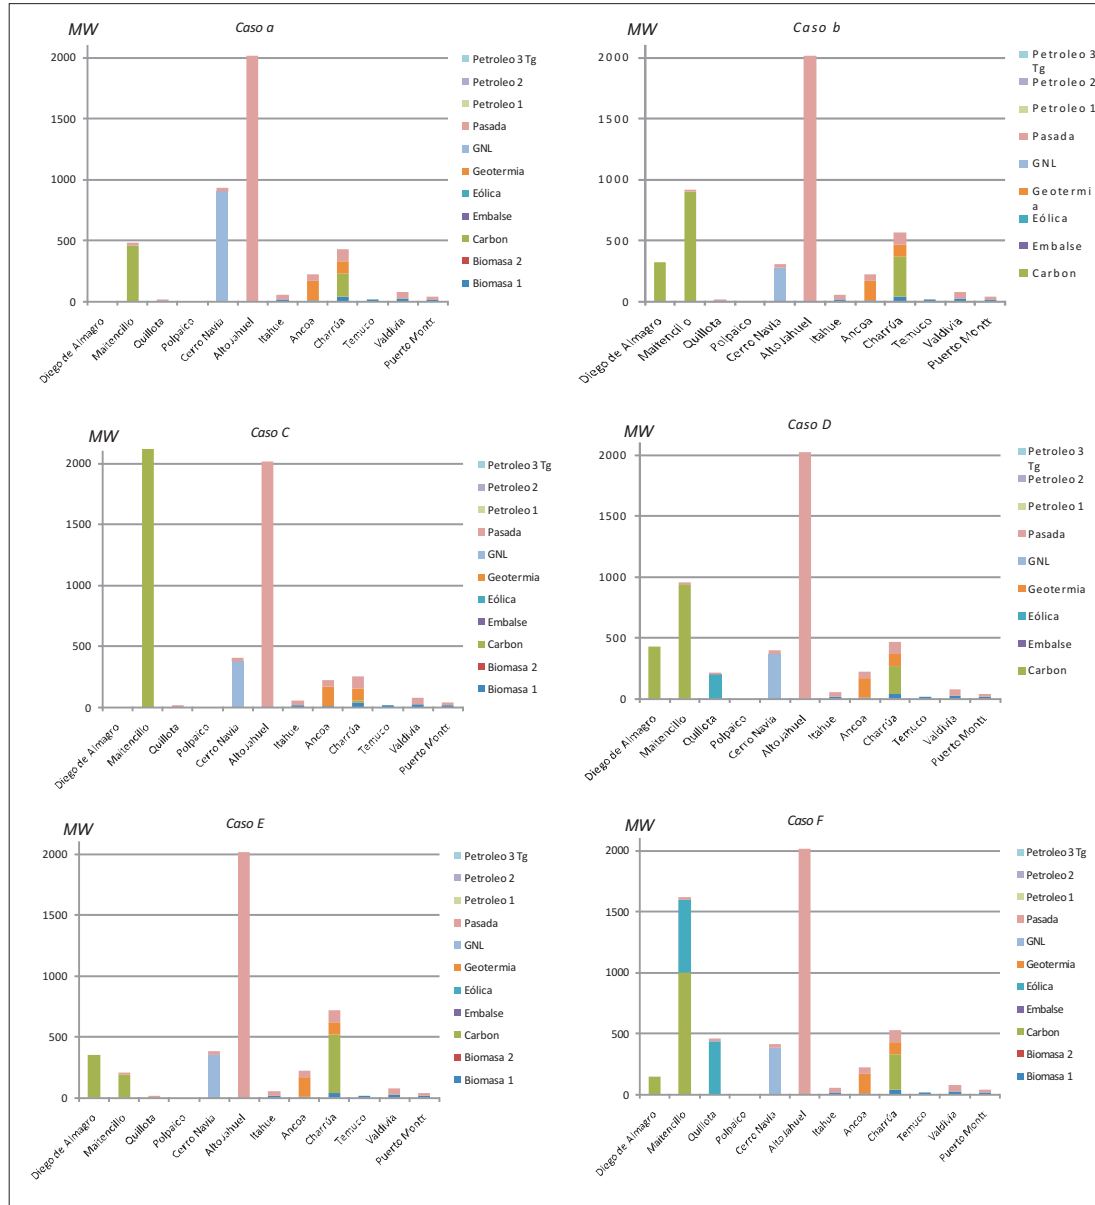 MW
Caso a
2000
1500
1000
500
0
Diego de Almagro
Maitencillo
Quillota
Polpaico
Cerro Navia
Alto Jahuel
Itahue
Ancoa
Charrúa
Temuco
Valdivia
Puerto Montt
Petroleo 3 Tg
Petroleo 2
Petroleo 1
Pasada
GNL
Geotermia
Eólica
Embalse
Carbon
Biomasa 2
Biomasa 1
MW
Caso b
2000
1500
1000
500
0
Diego de Almagro
Maitencil o
Quillota
Polpaico
Cerro Navia
Alto Jahuel
Itahue
Ancoa
Charrúa
Temuco
Valdivia
Puerto Montt
Petroleo 3
Tg
Petroleo 2
Petroleo 1
Pasada
GNL
Geotermi
a
Eólica
Embalse
Carbon
MW
Caso C
2000
1500
1000
500
0
Diego de Almagro
Maitencillo
Quillota
Polpaico
Cerro Navia
Alto Jahuel
Itahue
Ancoa
Charrúa
Temuco
Valdivia
Puerto Montt
Petroleo 3 Tg
Petroleo 2
Petroleo 1
Pasada
GNL
Geotermia
Eólica
Embalse
Carbon
Biomasa 2
Biomasa 1
MW
Caso D
2000
1500
1000
500
0
Diego de Almagro
Maitencillo
Quillota
Polpaico
Cerro Navia
Alto Jahuel
Itahue
Ancoa
Charrúa
Temuco
Valdivia
Puerto Montt
Petroleo 3
Tg
Petroleo 2
Petroleo 1
Pasada
GNL
Geotermia
Eólica
Embalse
Carbon
MW
Caso E
2000
1500
1000
500
0
Diego de Almagro
Maitencillo
Quillota
Polpaico
Cerro Navia
Alto Jahuel
Itahue
Ancoa
Charrúa
Temuco
Valdivia
Puerto Montt
Petroleo 3 Tg
Petroleo 2
Petroleo 1
Pasada
GNL
Geotermia
Eólica
Embalse
Carbon
Biomasa 2
Biomasa 1
MW
Caso F
2000
1500
1000
500
0
Diego de Almagro
Maitencillo
Quillota
Polpaico
Cerro Navia
Alto Jahuel
Itahue
Ancoa
Charrúa
Temuco
Valdivia
Puerto Montt
Petroleo 3 Tg
Petroleo 2
Petroleo 1
Pasada
GNL
Geotermia
Eólica
Embalse
Carbon
Biomasa 2
Biomasa 1